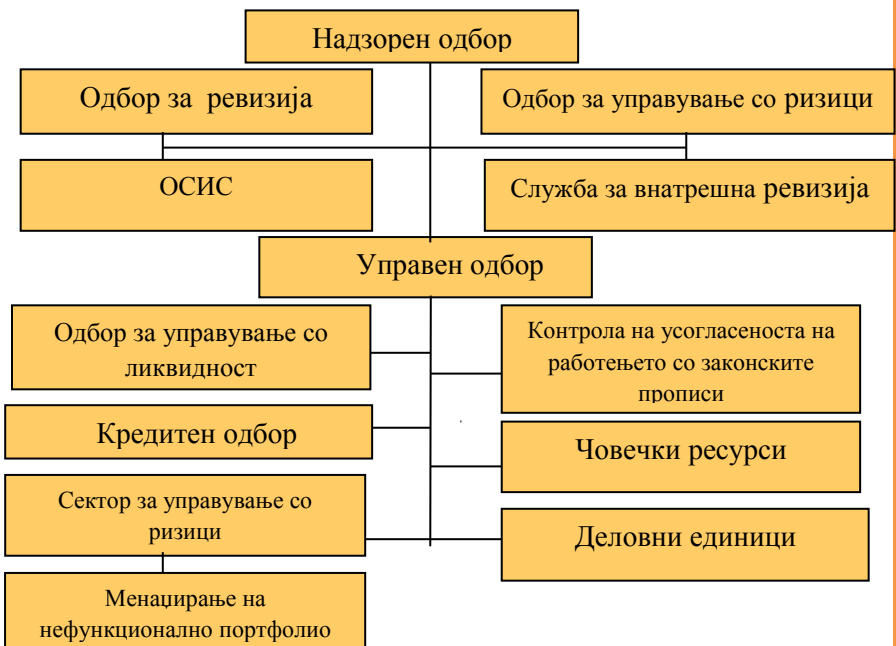 Надзорен одбор
Одбор за ревизија
Одбор за управување со ризици
ОСИС
Служба за внатрешна ревизија
Управен одбор
Одбор за управување со
ликвидност
Контрола на усогласеноста на
работењето со законските
прописи
Кредитен одбор
Човечки ресурси
Сектор за управување со
ризици
Деловни единици
Менаџирање на
нефункционално портфолио